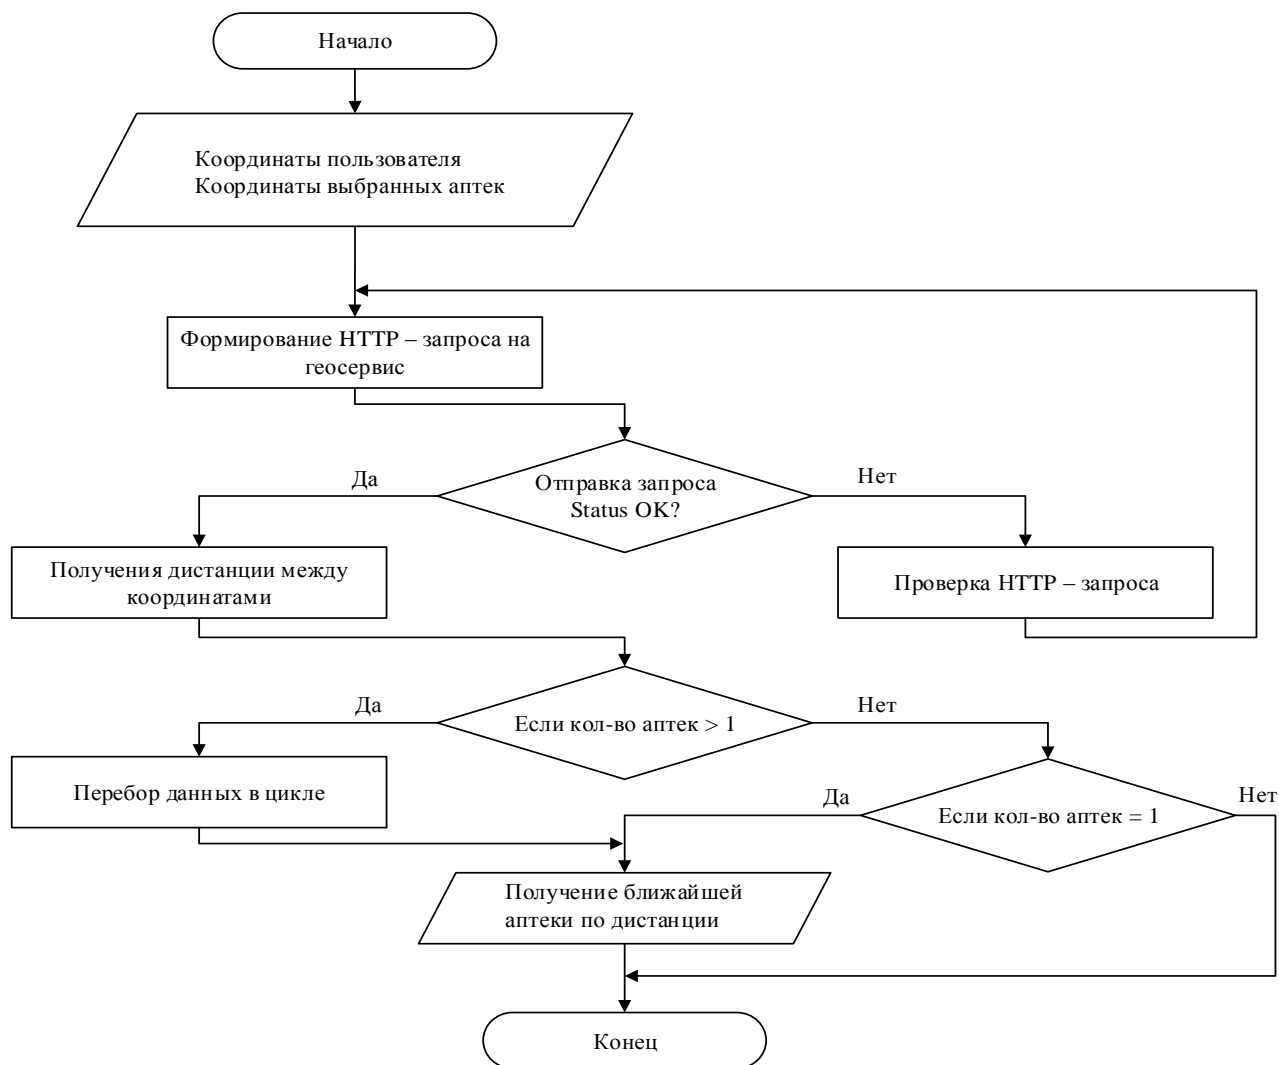 Начало
Координаты пользователя
Координаты выбранных аптек
Формирование HTTP – запроса на
геосервис
Да
Отправка запроса
Status OK?
Нет
Получения дистанции между
координатами
Проверка HTTP – запроса
Да
Если кол-во аптек > 1
Нет
Перебор данных в цикле
Да
Если кол-во аптек = 1
Нет
Получение ближайшей
аптеки по дистанции
Конец